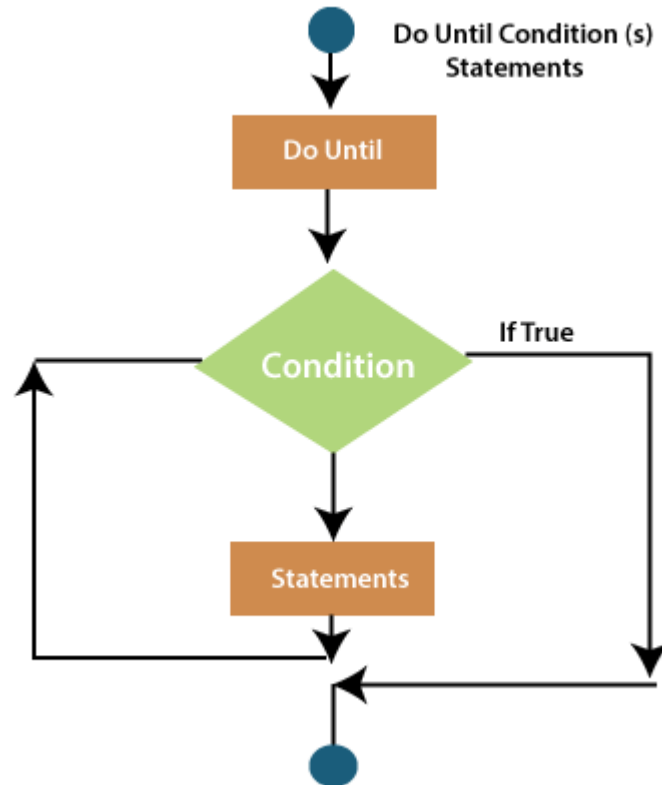 Do Until Condition (s)
Statements
Do Until
If True
Condition
Statements